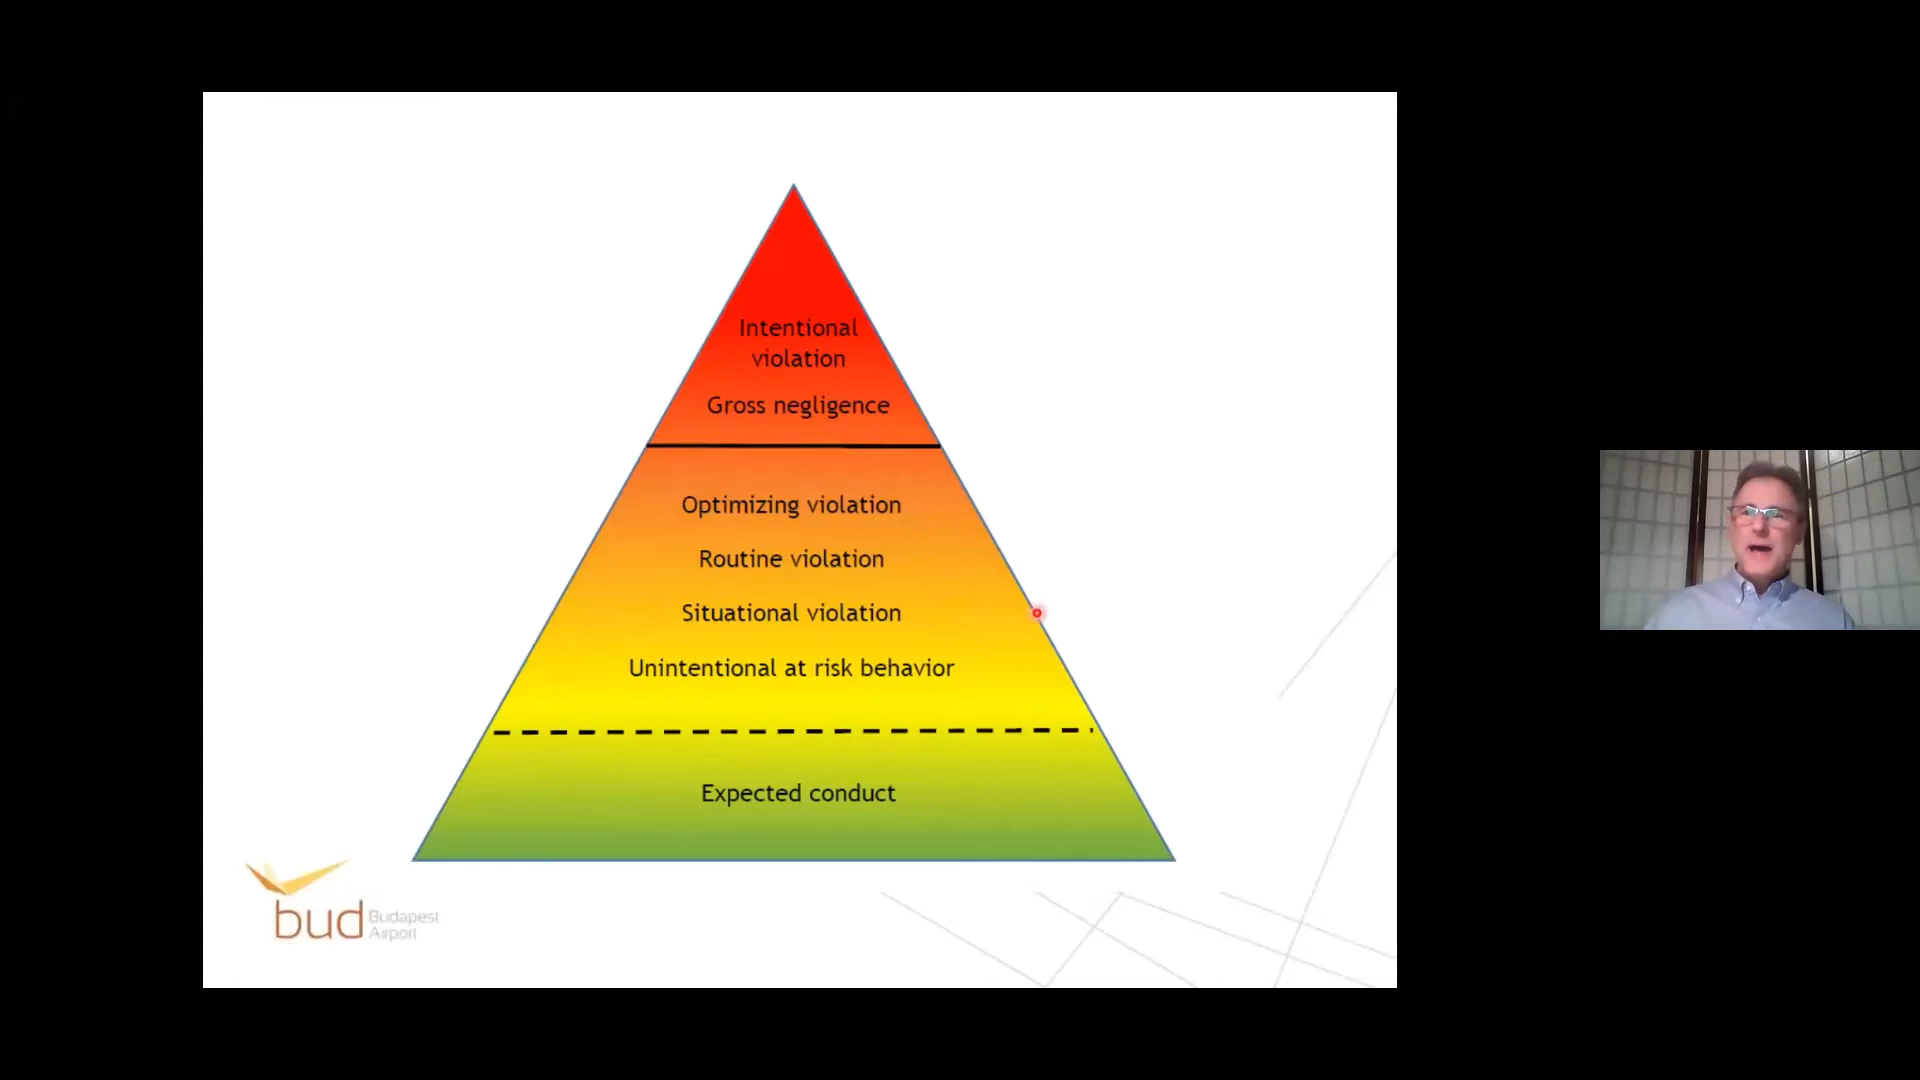 Intentional
violation
Gross negligence
Optimizing violation
Routine violation
Situational violation
Unintentional at risk behavior
Expected conduct
bud Budapest
Airport